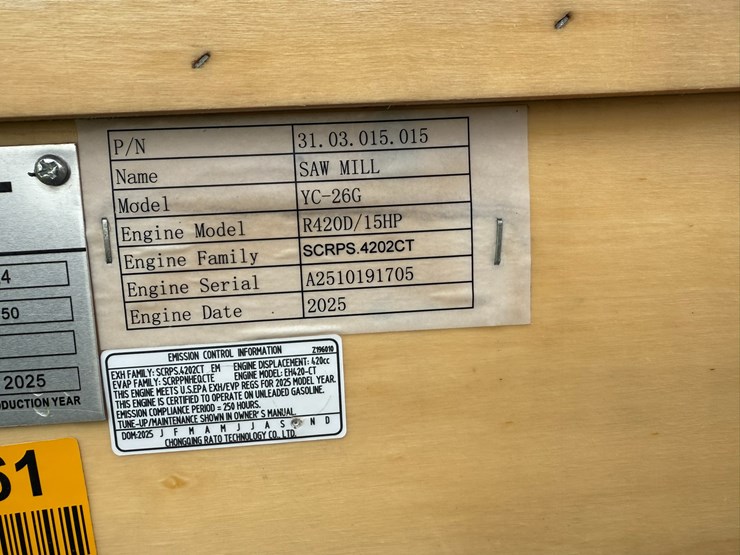 P/N 31.03.015.015
Name SAW MILL
Model YC-26G
Engine Model R420D/15HP
Engine Family SCRPS.4202CT
Engine Serial A2510191705
Engine Date 2025
EMISSION CONTROL INFORMATION Z196010
EXH FAMILY: SCRPS.4202CT EM ENGINE DISPLACEMENT: 420cc
EVAP FAMILY: SCRPPNHEQCTE ENGINE MODEL: EH420-CT
THIS ENGINE MEETS U.S.EPA EXH/EVP REGS FOR 2025 MODEL YEAR.
THIS ENGINE IS CERTIFIED TO OPERATE ON UNLEADED GASOLINE.
EMISSION COMPLIANCE PERIOD = 250 HOURS.
TUNE-UP/MAINTENANCE SHOWN IN OWNER'S MANUAL.
DOM:2025 J F M A M J J A S N D
CHONGQING RATO TECHNOLOGY CO., LTD.
4
50
2025
ODUCTION YEAR
61